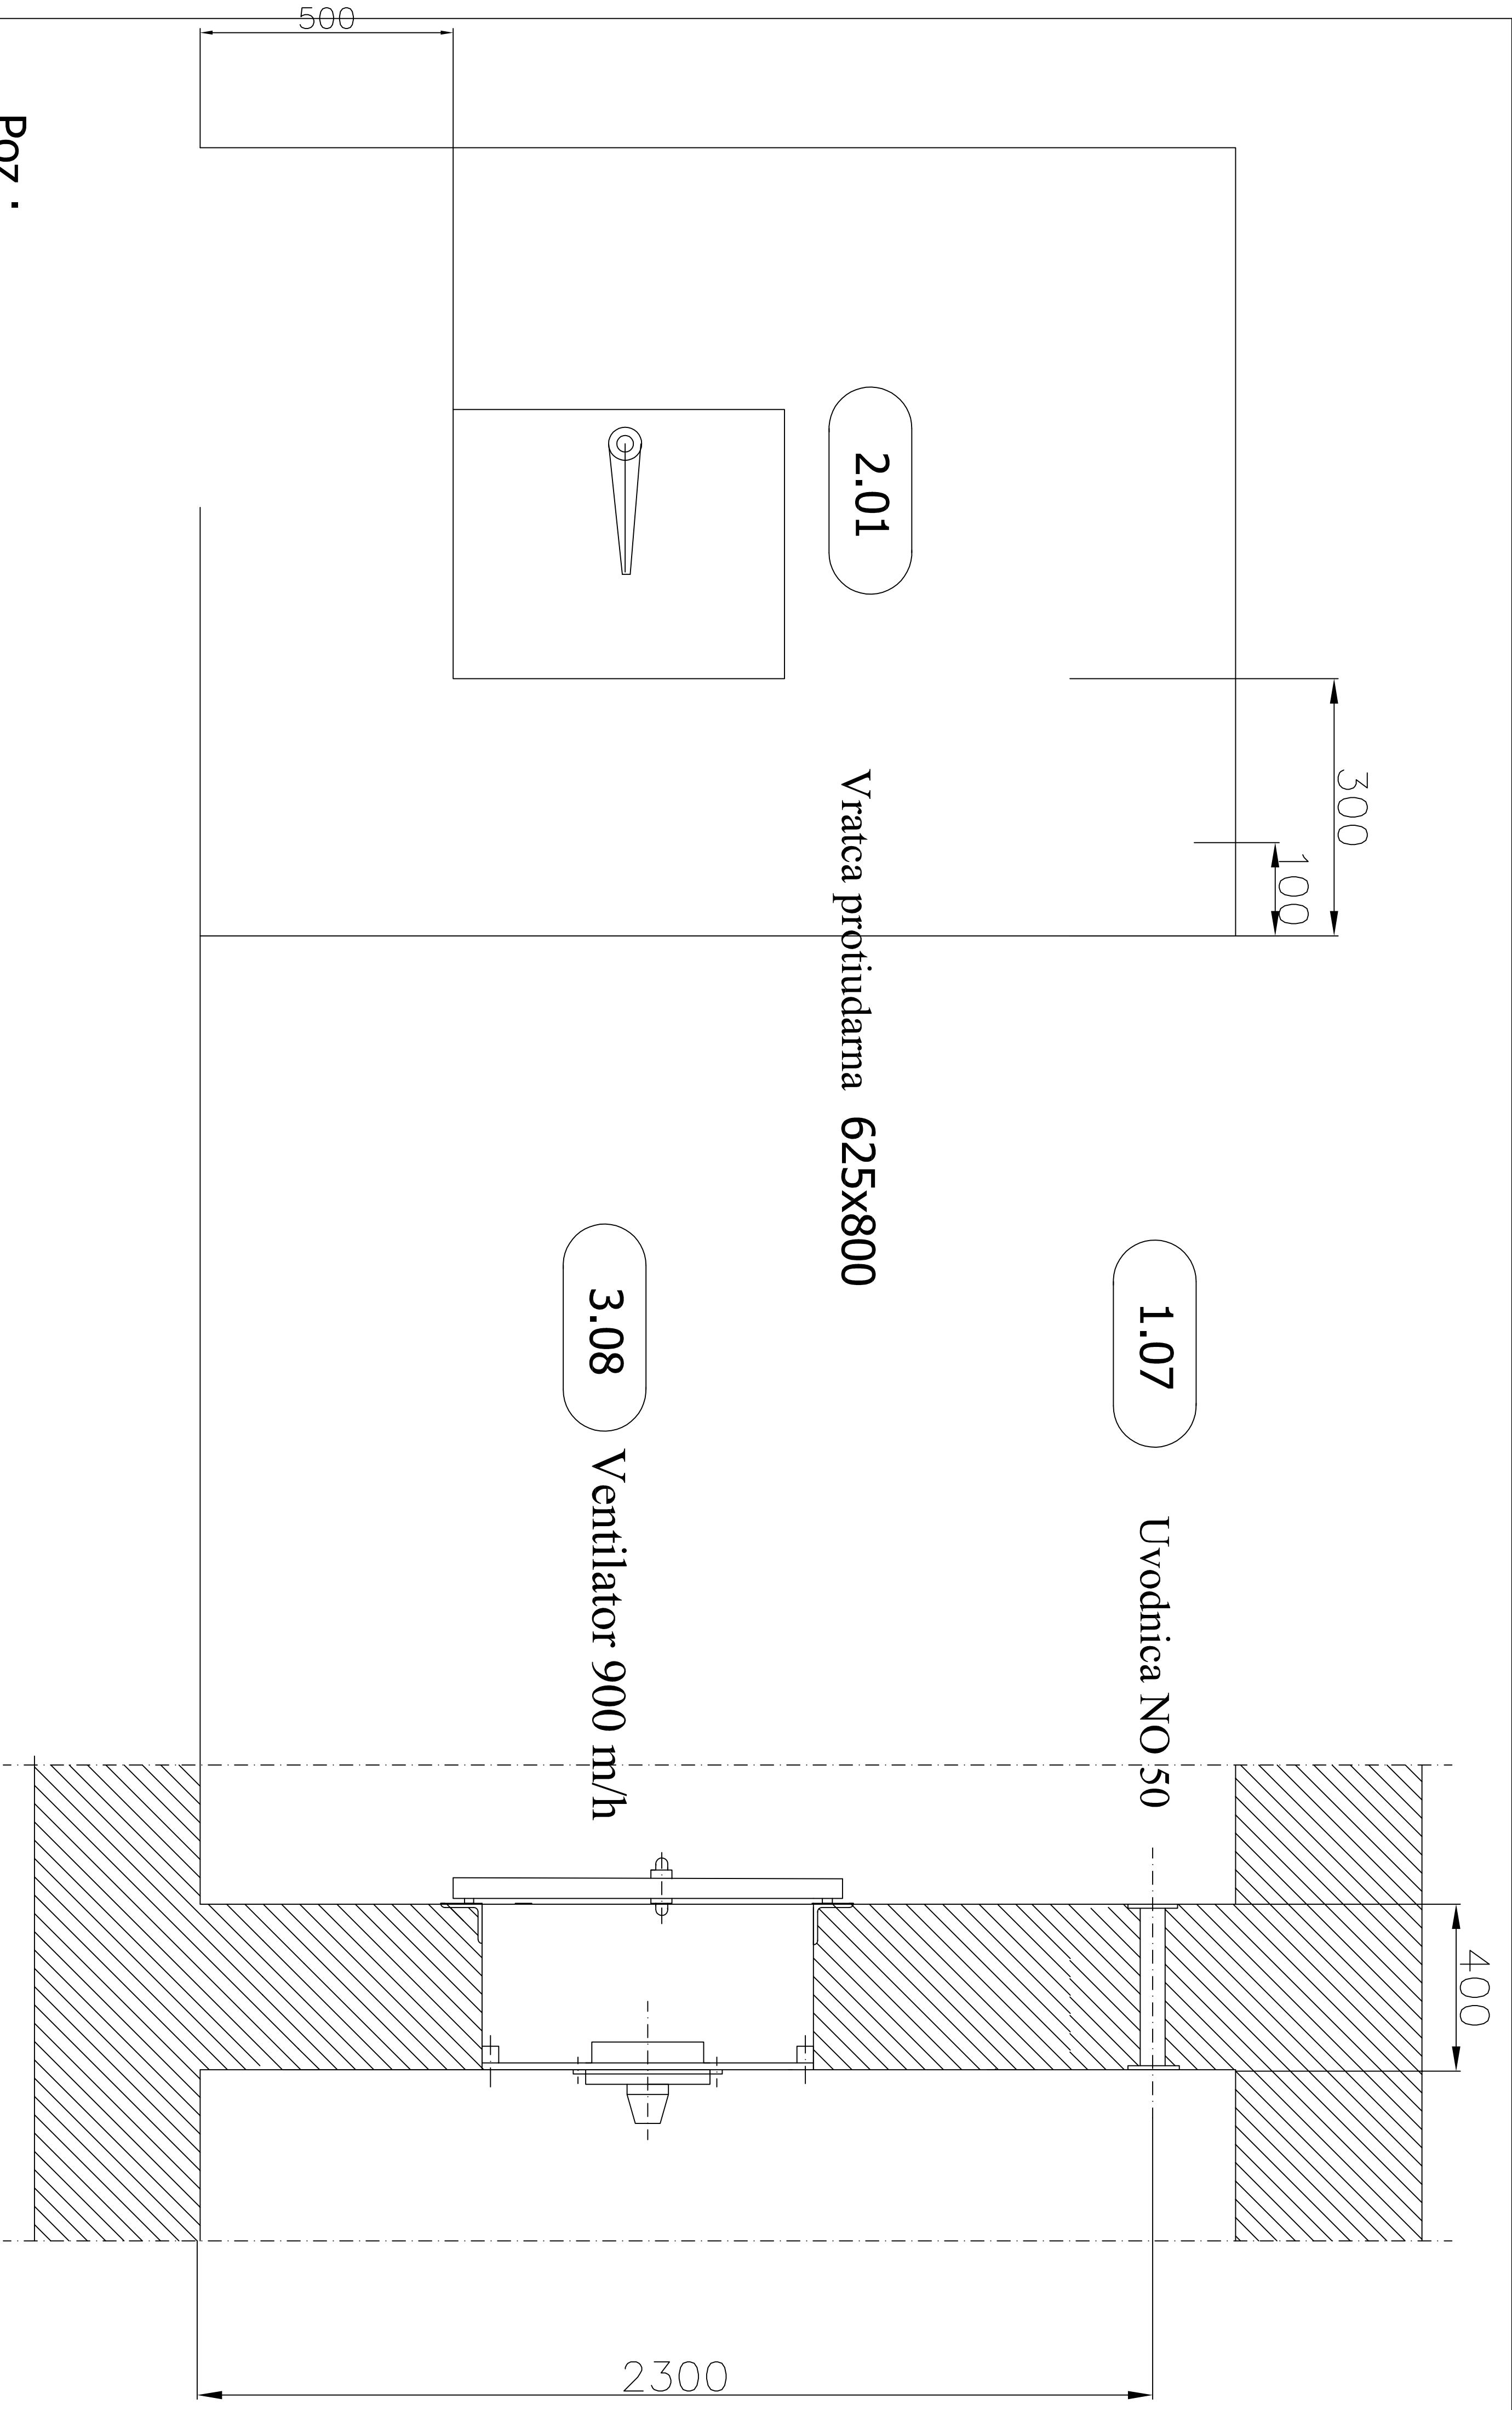 500
300
100
2.01
Vratca protiudarna 625x800
1.07
Uvodnica NO 50
3.08
Ventilator 900 m/h
400
2300
Poz.